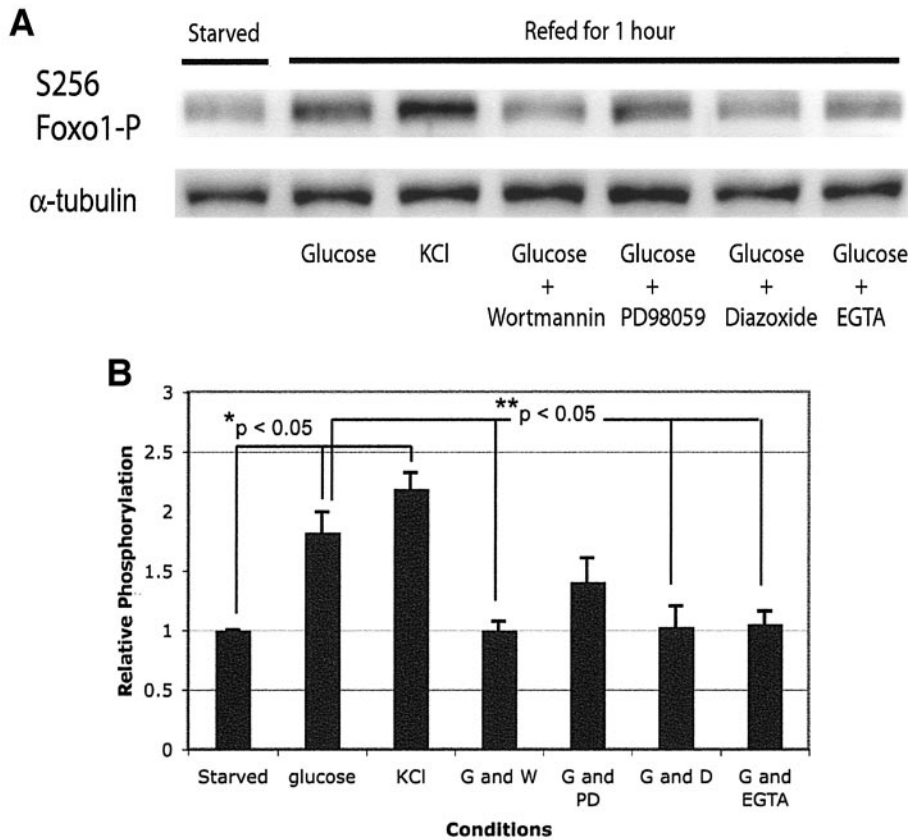 A
Starved
Refed for 1 hour
S256
Foxo1-P
α-tubulin
Glucose
KCl
Glucose
+
Wortmannin
Glucose
+
PD98059
Glucose
+
Diazoxide
Glucose
+
EGTA
B
3
2.5
2
1.5
1
0.5
0
Relative Phosphorylation
*p < 0.05
**p < 0.05
Starved
glucose
KCl
G and W
G and
PD
G and D
G and
EGTA
Conditions